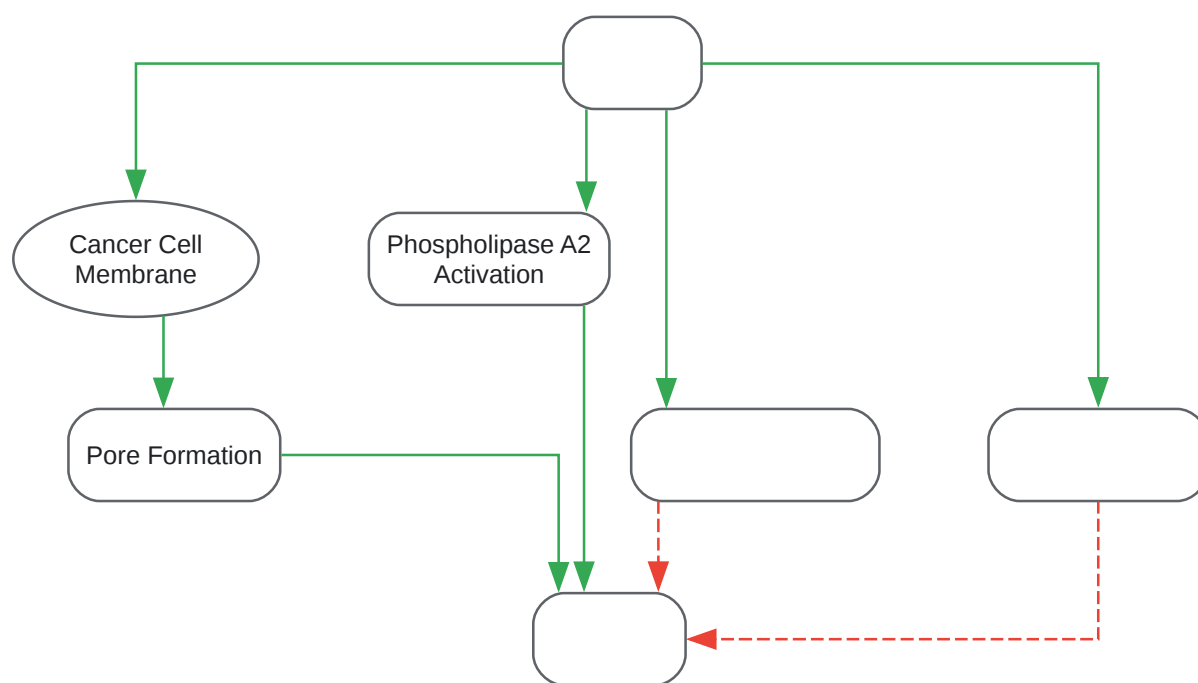 Cancer Cell
Membrane
Phospholipase A2
Activation
Pore Formation